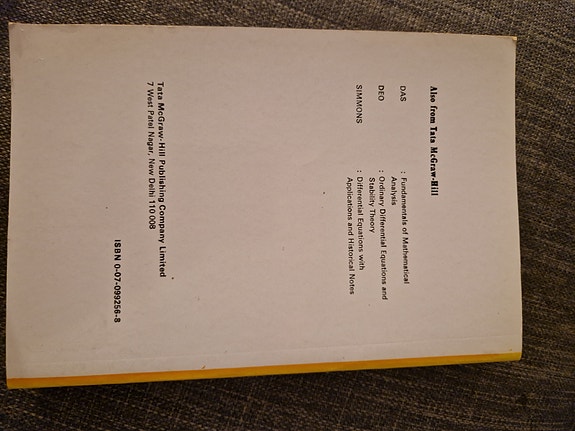 Also from Tata McGraw-Hill
DAS : Fundamentals of Mathematical
Analysis
DEO : Ordinary Differential Equations and
Stability Theory
SIMMONS : Differential Equations with
Applications and Historical Notes
Tata McGraw-Hill Publishing Company Limited
7 West Patel Nagar, New Delhi 110 008
ISBN 0-07-099256-8